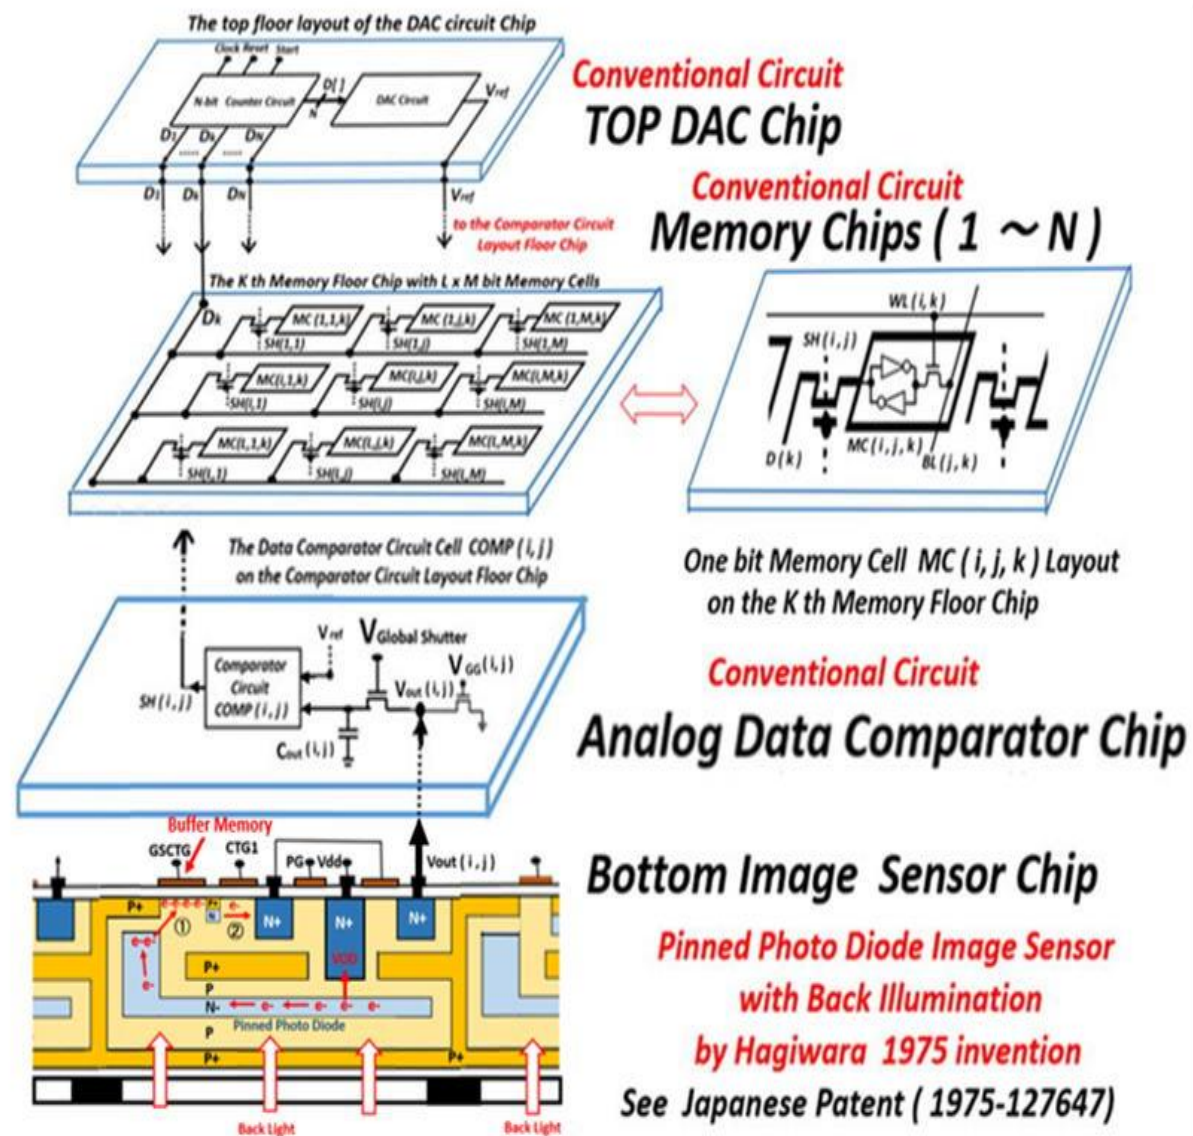 The top floor layout of the DAC circuit Chip
Clock Reset Start
N-bit Counter Circuit
D[ ]
N
DAC Circuit
Vref
D1 Dk DN
..... .....
D1 Dk DN
Vref
to the Comparator Circuit
Layout Floor Chip
Conventional Circuit
TOP DAC Chip
Conventional Circuit
Memory Chips ( 1 ～ N )
The K th Memory Floor Chip with L x M bit Memory Cells
Dk
MC (1,1,k) MC (1,j,k) MC (1,M,k)
SH(1,1) SH(1,j) SH(1,M)
MC(i,1,k) MC(i,j,k) MC(i,M,k)
SH(i,1) SH(i,j) SH(i,M)
MC(L,1,k) MC(L,j,k) MC(L,M,k)
SH(L,1) SH(L,j) SH(L,M)
WL( i, k )
SH ( i , j )
D ( k )
MC( i , j , k )
BL ( j , k )
One bit Memory Cell MC ( i, j, k ) Layout
on the K th Memory Floor Chip
The Data Comparator Circuit Cell COMP ( i, j )
on the Comparator Circuit Layout Floor Chip
Comparator
Circuit
COMP ( i , j )
Vref
VGlobal Shutter
VGG ( i , j )
Vout ( i , j )
SH ( i , j )
Cout ( i , j )
Conventional Circuit
Analog Data Comparator Chip
Buffer Memory
GSCTG CTG1 PG Vdd Vout ( i , j )
P+ e-e-e-e- P+ e-
N
① ② N+ N+ N+
e-e-
VOD
e-
P+
P
N- e- e- e- e-
P Pinned Photo Diode
P+ P+
Back Light Back Light
Bottom Image Sensor Chip
Pinned Photo Diode Image Sensor
with Back Illumination
by Hagiwara 1975 invention
See Japanese Patent ( 1975-127647)